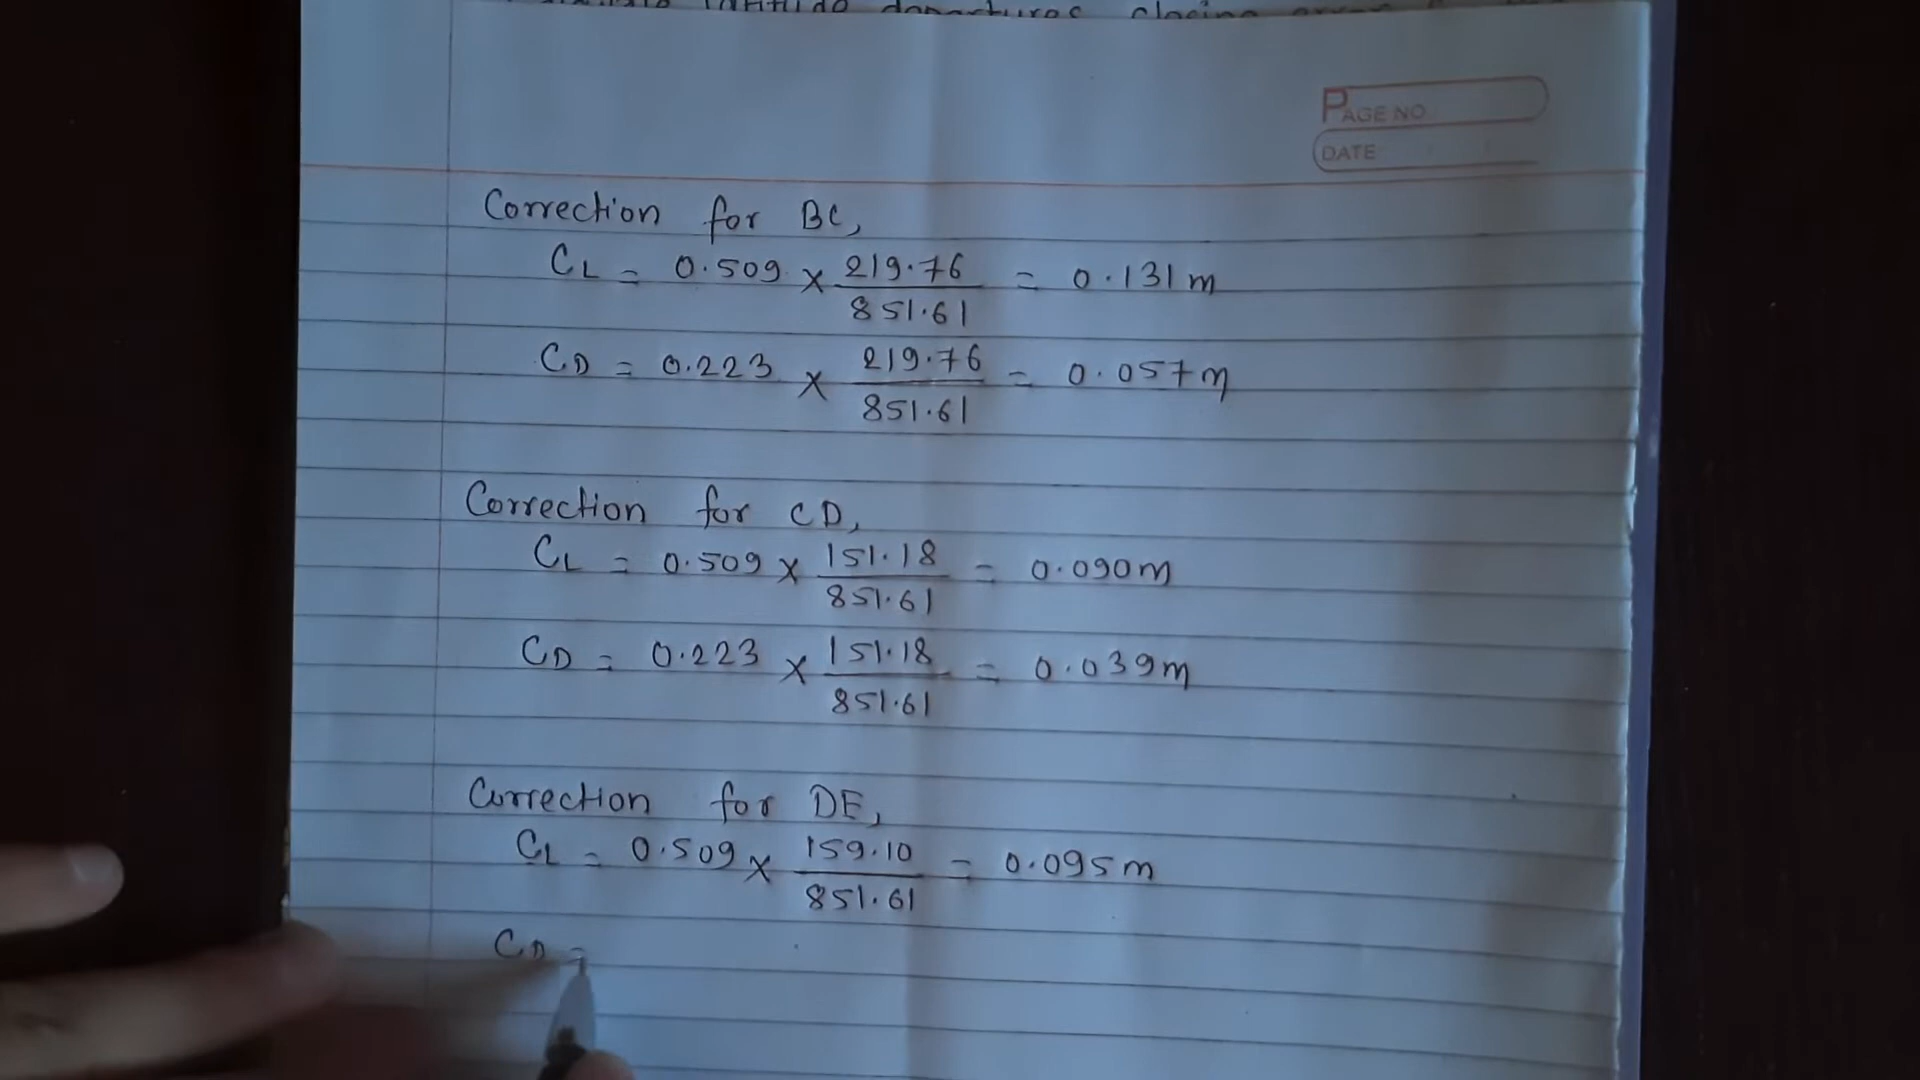 departures closing error
PAGE NO
DATE
Correction for BC,
CL = 0.509 × 219.76 / 851.61 = 0.131 m
CD = 0.223 × 219.76 / 851.61 = 0.057 m
Correction for CD,
CL = 0.509 × 151.18 / 851.61 = 0.090 m
CD = 0.223 × 151.18 / 851.61 = 0.039 m
Correction for DE,
CL = 0.509 × 159.10 / 851.61 = 0.095 m
CD =